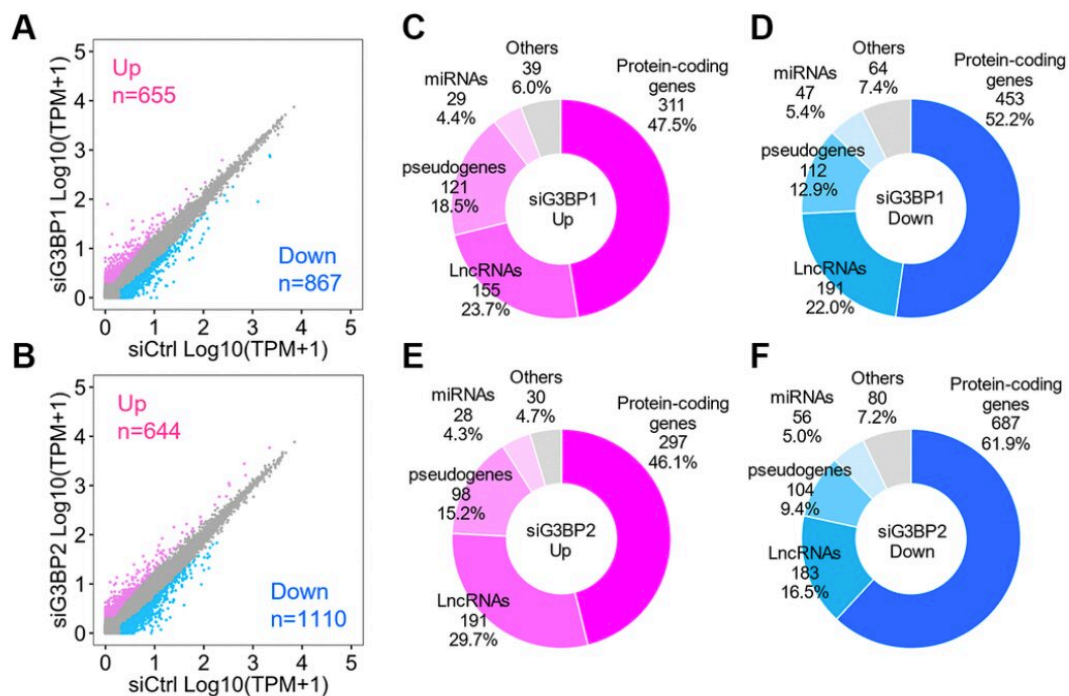 A
siG3BP1 Log10(TPM+1)
5
4
3
2
1
0
Up
n=655
Down
n=867
0 1 2 3 4 5
siCtrl Log10(TPM+1)
B
siG3BP2 Log10(TPM+1)
5
4
3
2
1
0
Up
n=644
Down
n=1110
0 1 2 3 4 5
siCtrl Log10(TPM+1)
C
Others
39
6.0%
miRNAs
29
4.4%
pseudogenes
121
18.5%
LncRNAs
155
23.7%
Protein-coding
genes
311
47.5%
siG3BP1
Up
D
Others
64
7.4%
miRNAs
47
5.4%
pseudogenes
112
12.9%
LncRNAs
191
22.0%
Protein-coding
genes
453
52.2%
siG3BP1
Down
E
Others
30
4.7%
miRNAs
28
4.3%
pseudogenes
98
15.2%
LncRNAs
191
29.7%
Protein-coding
genes
297
46.1%
siG3BP2
Up
F
Others
80
7.2%
miRNAs
56
5.0%
pseudogenes
104
9.4%
LncRNAs
183
16.5%
Protein-coding
genes
687
61.9%
siG3BP2
Down